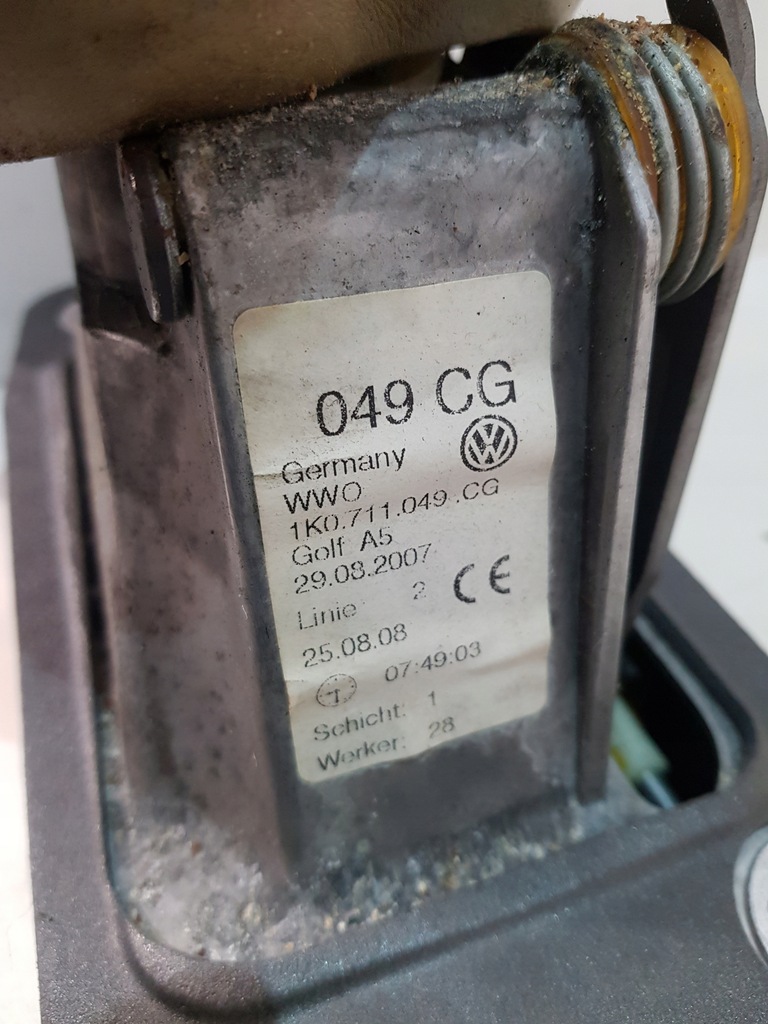 049 CG
Germany
WWO
1K0.711.049 .CG
Golf A5
29.08.2007
Linie 2 CE
25.08.08
T 07:49:03
Schicht: 1
Werker: 28